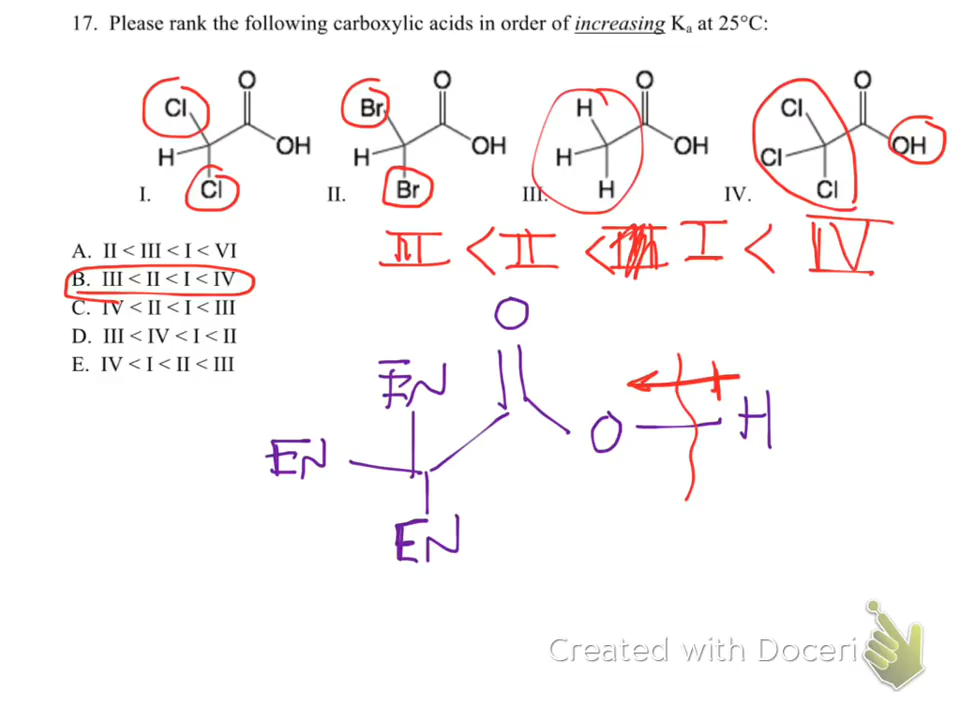 17. Please rank the following carboxylic acids in order of increasing Ka at 25°C:
O O O O
Cl Br H Cl
OH OH OH OH
H H H Cl
Cl Br H Cl
I. II. III. IV.
A. II < III < I < VI
B. III < II < I < IV
C. IV < II < I < III
D. III < IV < I < II
E. IV < I < II < III
III < II < I < IV
O
EN
O H
EN
EN
Created with Doceri